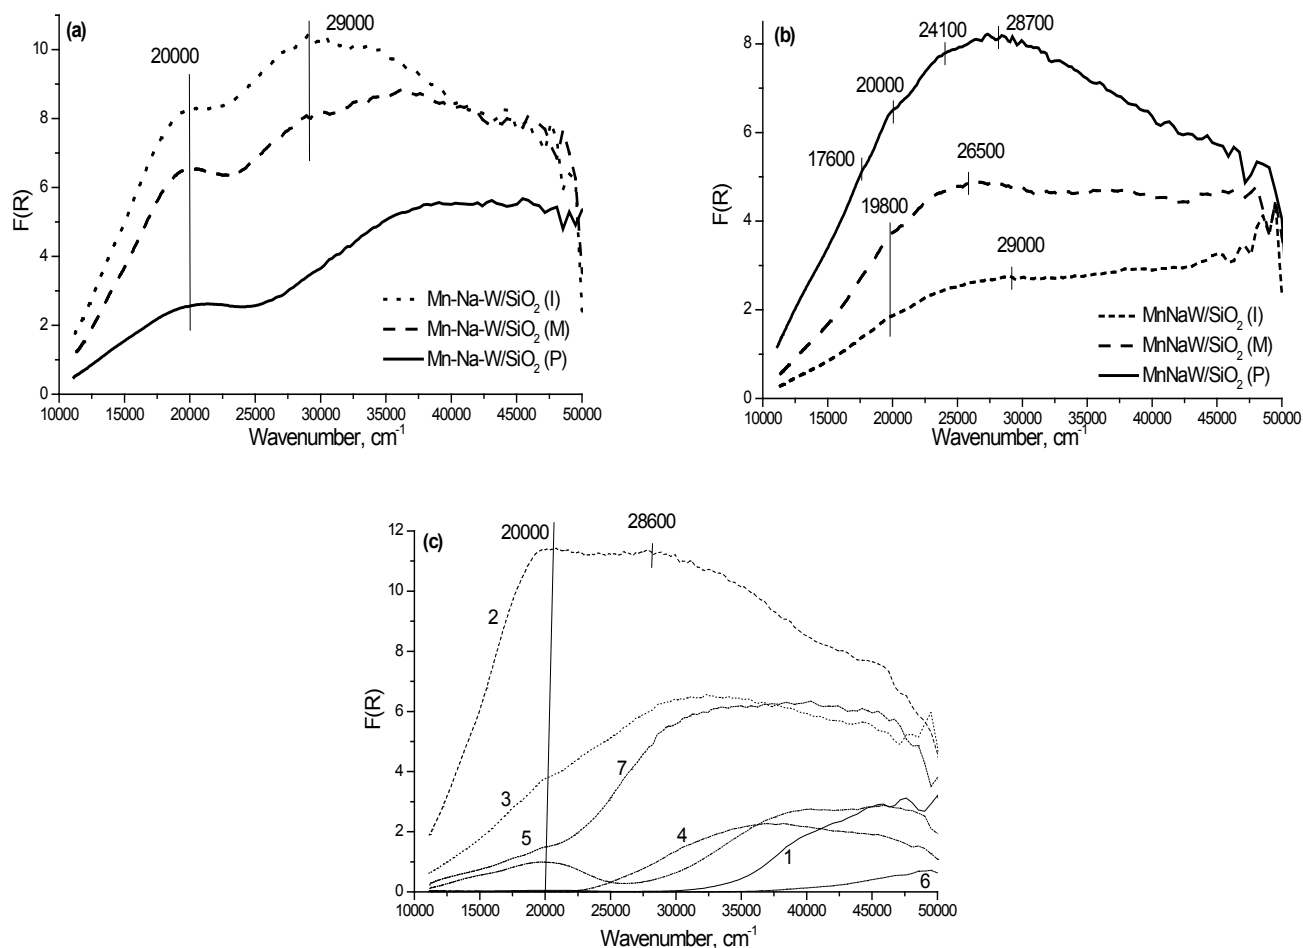 (a)
29000
20000
F(R)
10
8
6
4
2
0
Mn-Na-W/SiO₂ (I)
Mn-Na-W/SiO₂ (M)
Mn-Na-W/SiO₂ (P)
10000 15000 20000 25000 30000 35000 40000 45000 50000
Wavenumber, cm⁻¹
(b)
24100
28700
20000
17600
26500
19800
29000
F(R)
8
6
4
2
0
MnNaW/SiO₂ (I)
MnNaW/SiO₂ (M)
MnNaW/SiO₂ (P)
10000 15000 20000 25000 30000 35000 40000 45000 50000
Wavenumber, cm⁻¹
(c)
20000
28600
F(R)
12
10
8
6
4
2
0
2
3
7
5
4
1
6
10000 15000 20000 25000 30000 35000 40000 45000 50000
Wavenumber, cm⁻¹